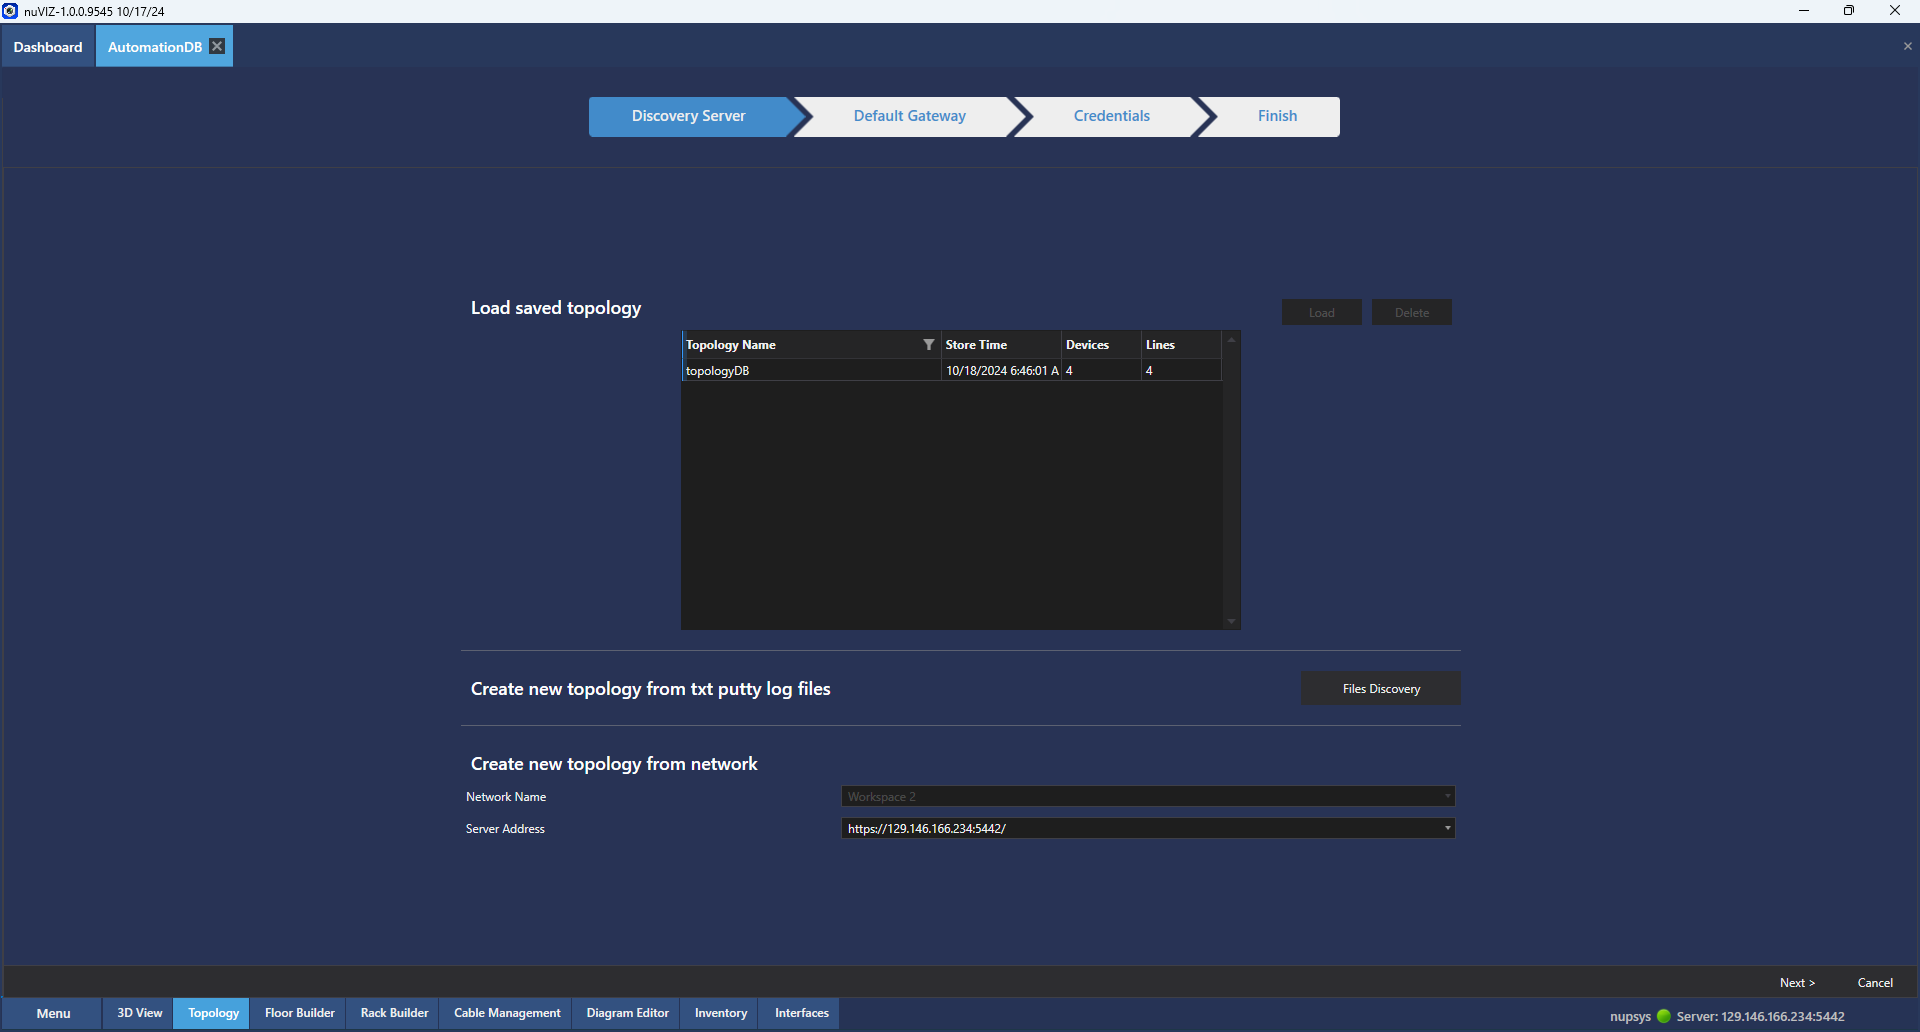 nuVIZ-1.0.0.9545 10/17/24
Dashboard AutomationDB
Discovery Server Default Gateway Credentials Finish
Load saved topology
Load Delete
Topology Name Store Time Devices Lines
topologyDB 10/18/2024 6:46:01 A 4 4
Create new topology from txt putty log files
Files Discovery
Create new topology from network
Network Name Workspace 2
Server Address https://129.146.166.234:5442/
Next > Cancel
Menu 3D View Topology Floor Builder Rack Builder Cable Management Diagram Editor Inventory Interfaces
nupsys Server: 129.146.166.234:5442